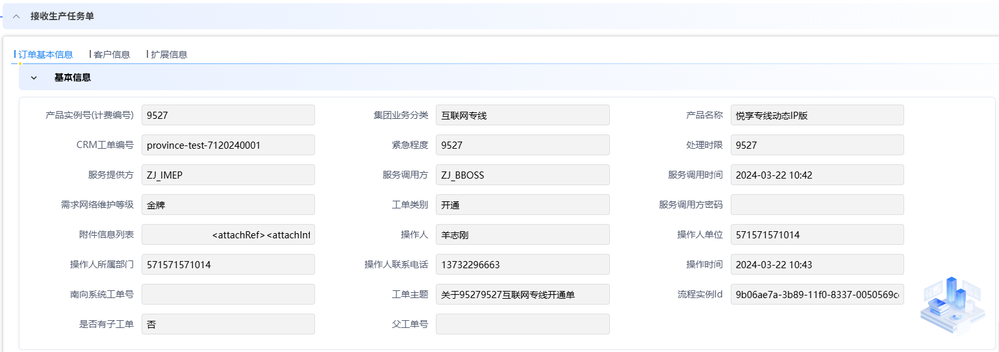 接收生产任务单
订单基本信息 客户信息 扩展信息
基本信息
产品实例号(计费编号) 9527 集团业务分类 互联网专线 产品名称 悦享专线动态IP版
CRM工单编号 province-test-7120240001 紧急程度 9527 处理时限 9527
服务提供方 ZJ_IMEP 服务调用方 ZJ_BBOSS 服务调用时间 2024-03-22 10:42
需求网络维护等级 金牌 工单类别 开通 服务调用方密码
附件信息列表 <attachRef><attachInf 操作人 羊志刚 操作人单位 571571571014
操作人所属部门 571571571014 操作人联系电话 13732296663 操作时间 2024-03-22 10:43
南向系统工单号 工单主题 关于95279527互联网专线开通单 流程实例Id 9b06ae7a-3b89-11f0-8337-0050569c
是否有子工单 否 父工单号